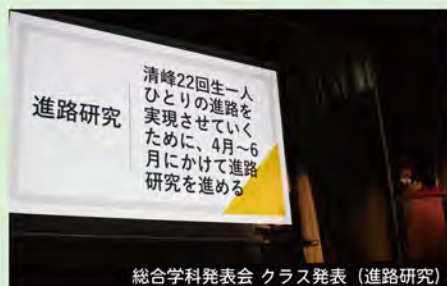 進路研究
清峰22回生一人
ひとりの進路を
実現させていく
ために、4月～6
月にかけて進路
研究を進める
総合学科発表会 クラス発表（進路研究）